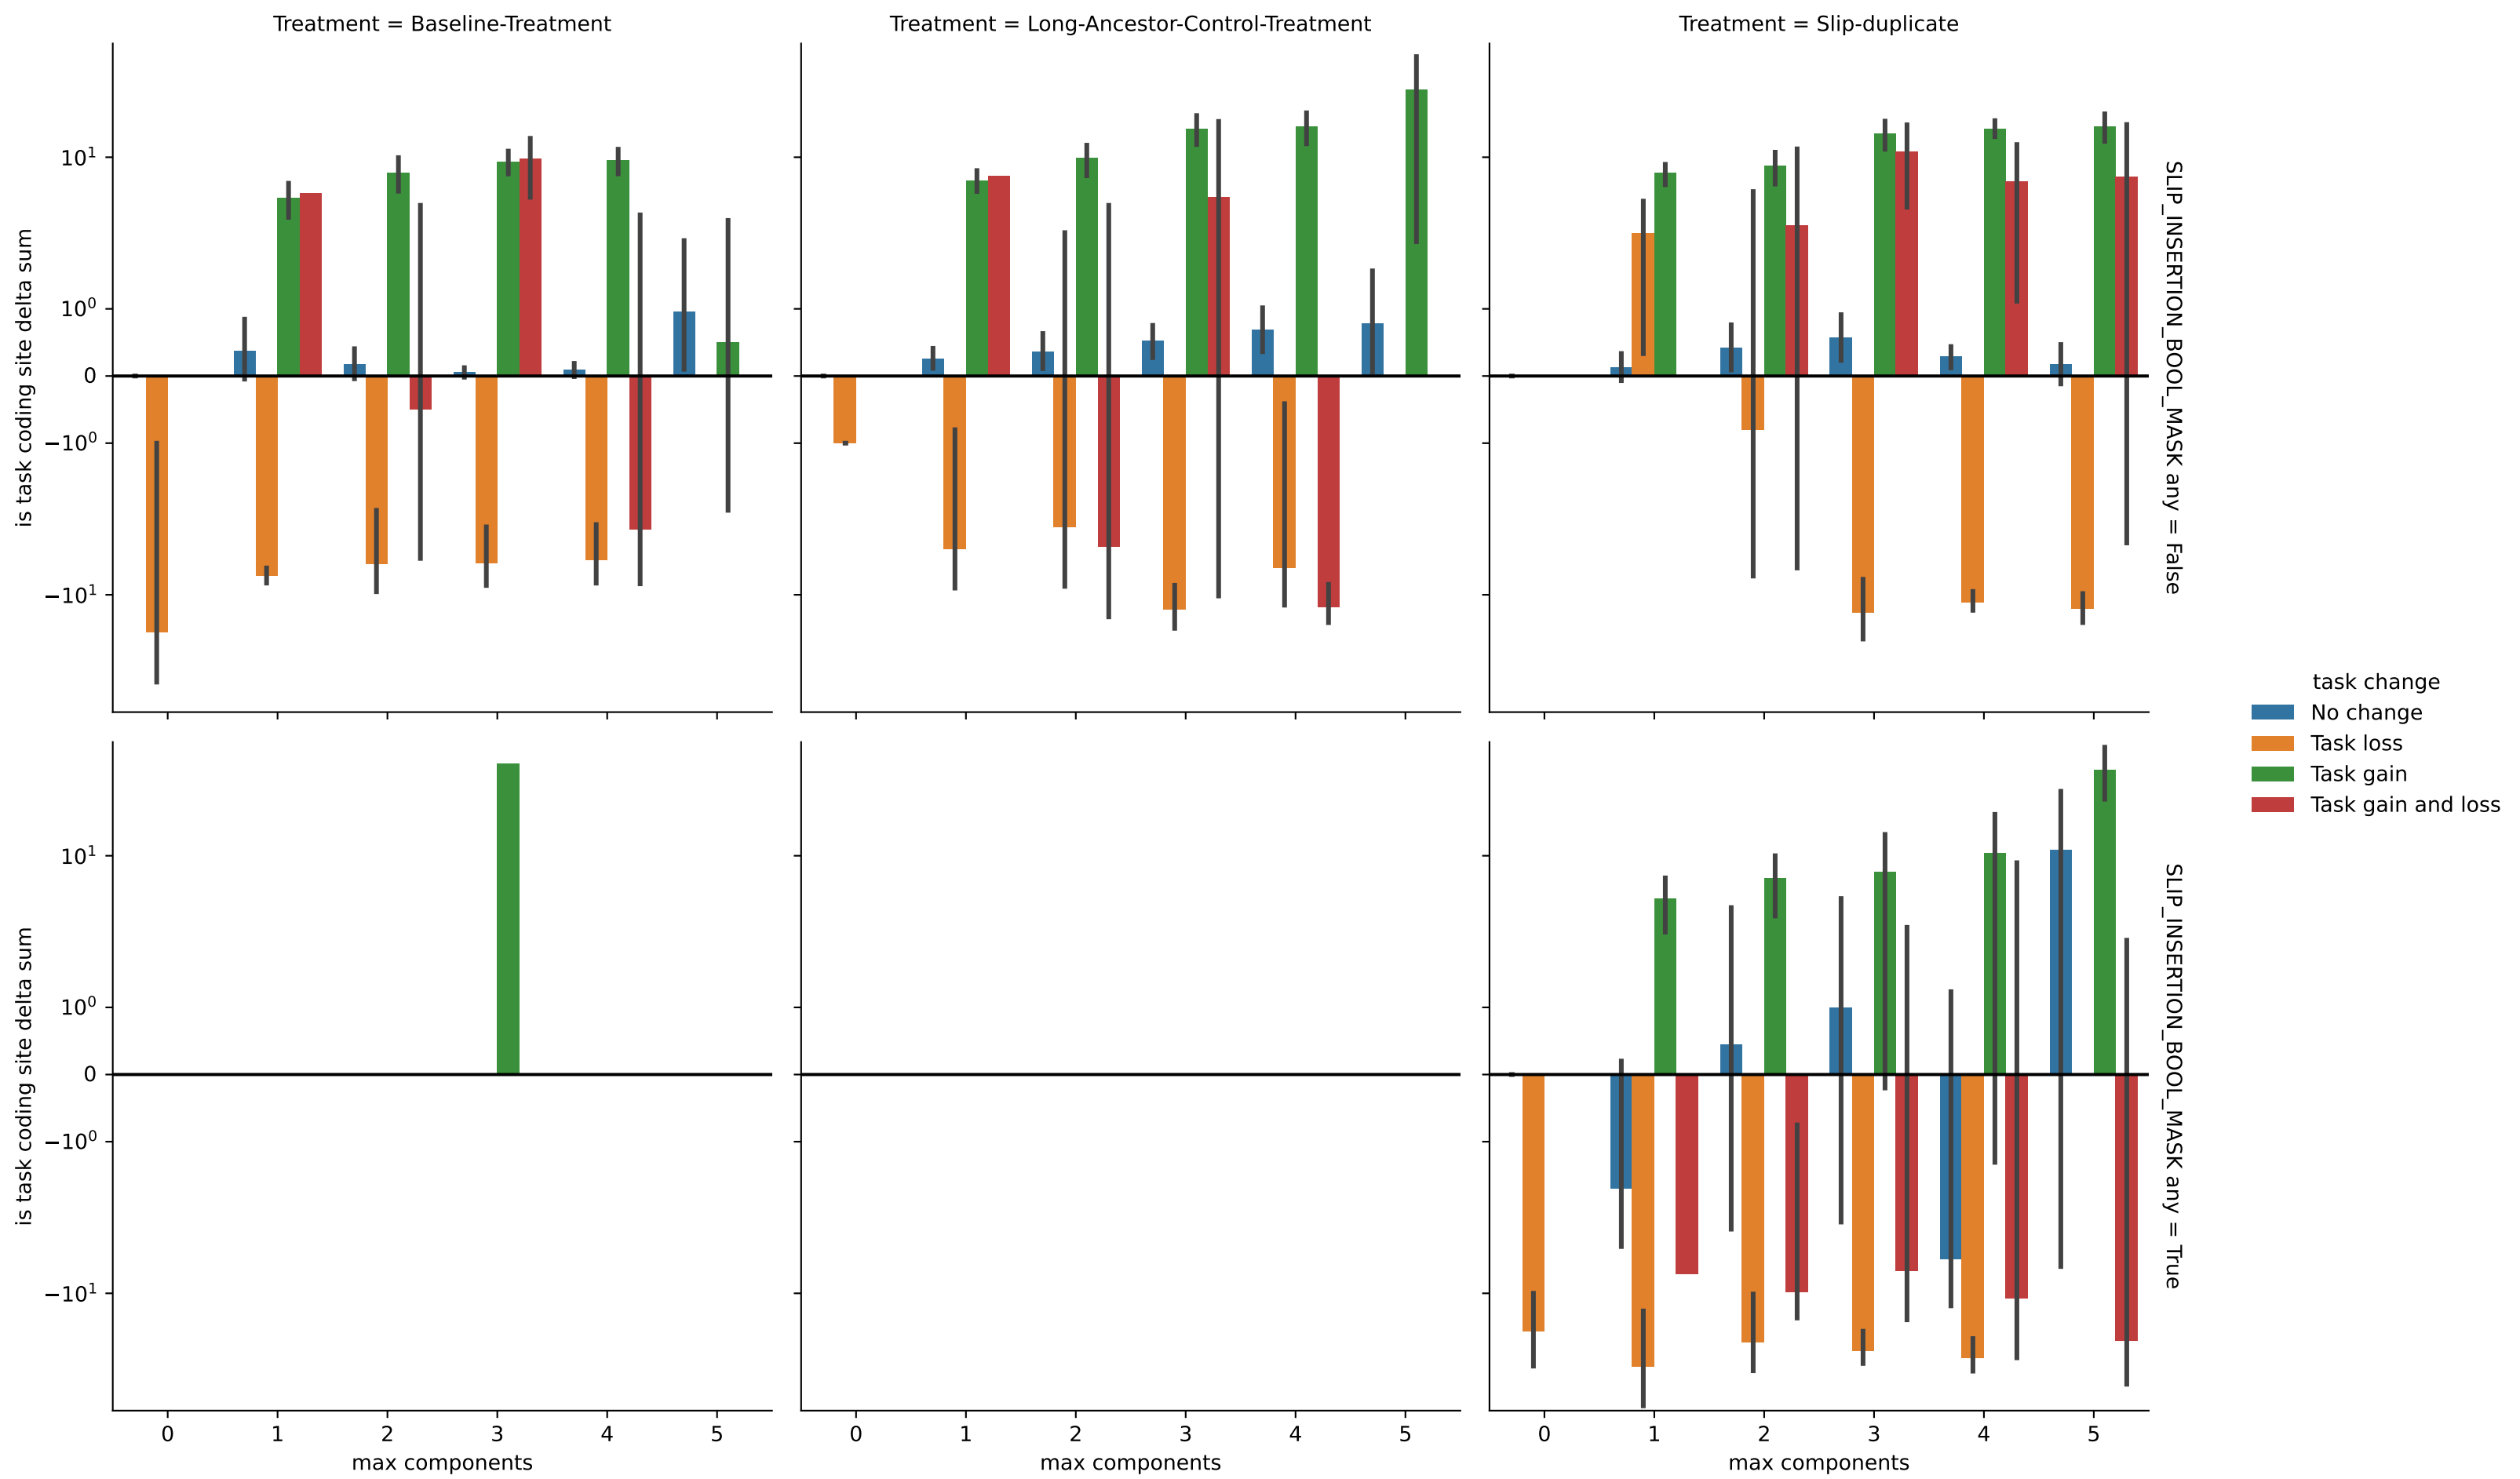 Treatment = Baseline-Treatment
Treatment = Long-Ancestor-Control-Treatment
Treatment = Slip-duplicate
is task coding site delta sum
10¹
10⁰
0
−10⁰
−10¹
SLIP_INSERTION_BOOL_MASK any = False
task change
No change
Task loss
Task gain
Task gain and loss
is task coding site delta sum
10¹
10⁰
0
−10⁰
−10¹
SLIP_INSERTION_BOOL_MASK any = True
0 1 2 3 4 5
0 1 2 3 4 5
0 1 2 3 4 5
max components
max components
max components